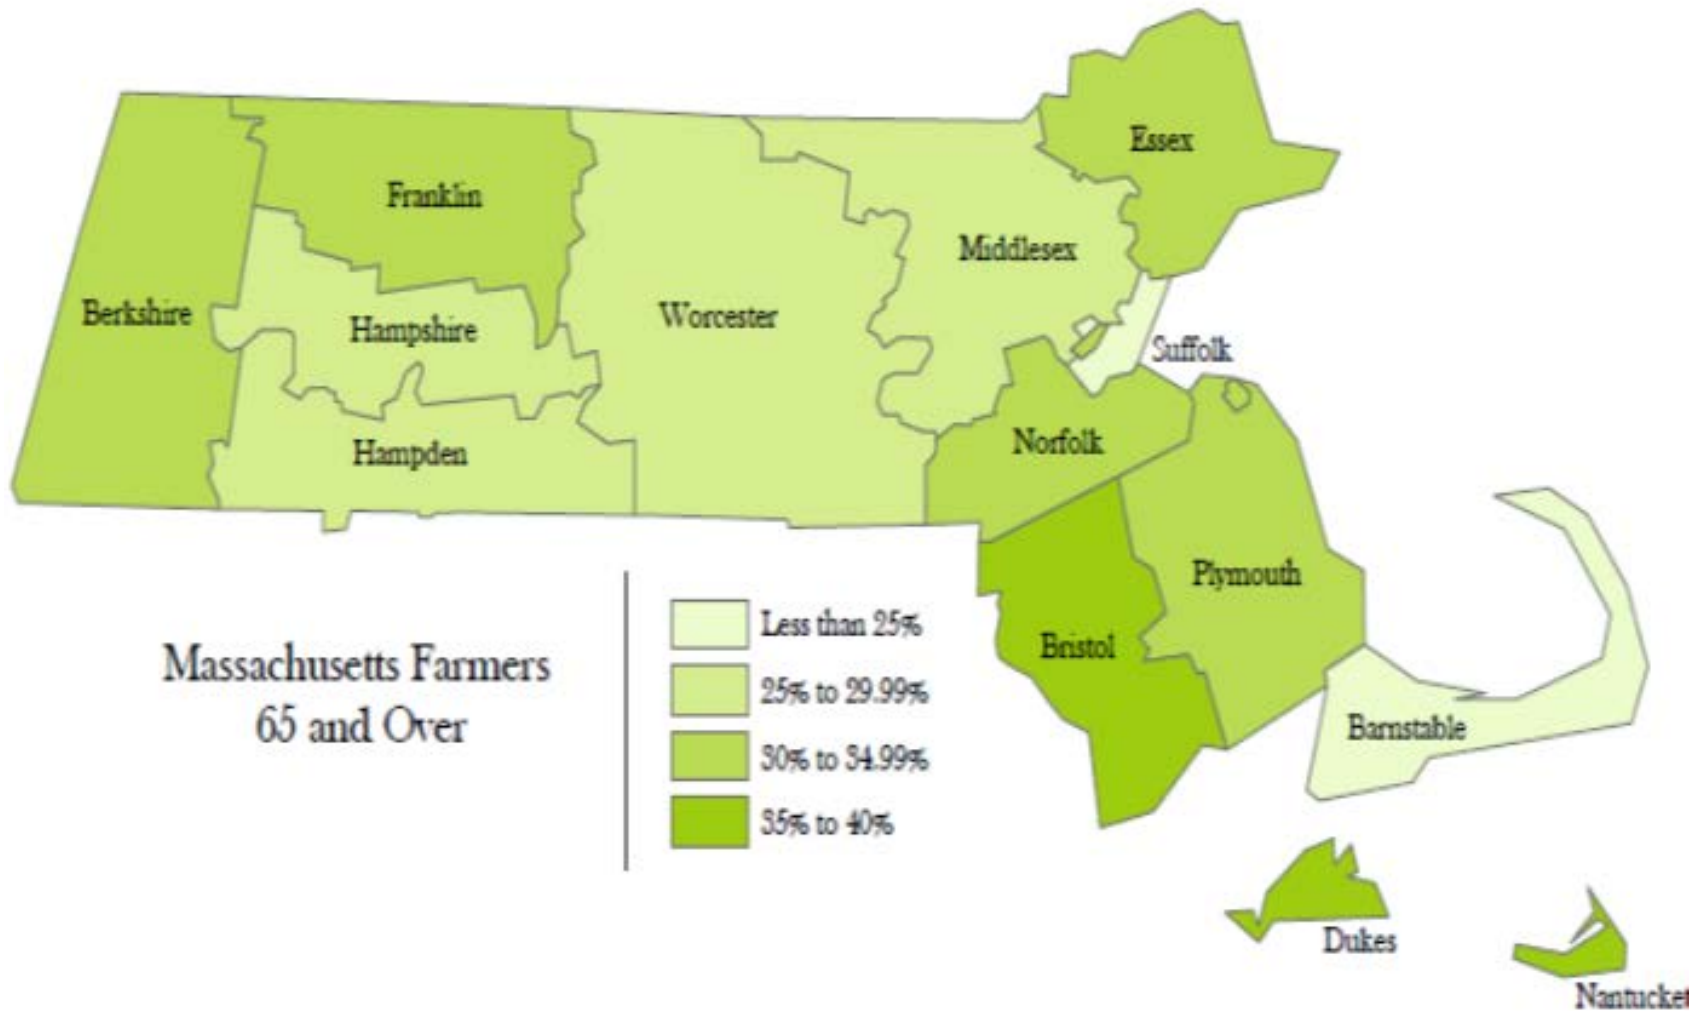 Essex
Franklin
Middlesex
Berkshire
Hampshire
Worcester
Suffolk
Norfolk
Hampden
Plymouth
Bristol
Barnstable
Dukes
Nantucket
Massachusetts Farmers
65 and Over
Less than 25%
25% to 29.99%
30% to 34.99%
35% to 40%